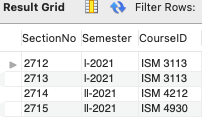 Result Grid Filter Rows:
SectionNo Semester CourseID
2712 I-2021 ISM 3113
2713 I-2021 ISM 3113
2714 II-2021 ISM 4212
2715 II-2021 ISM 4930